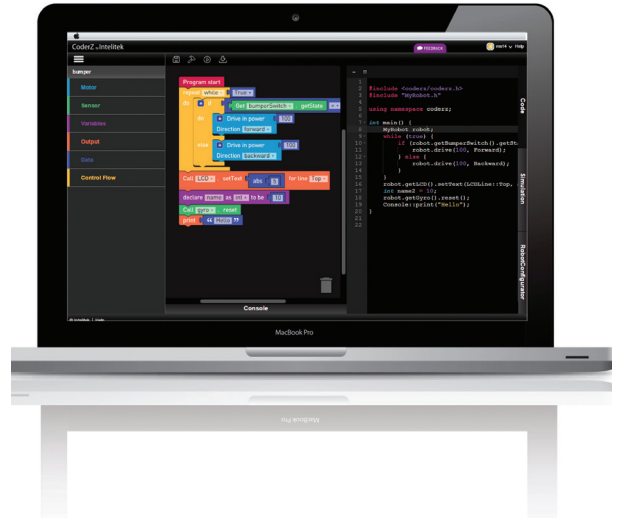 CoderZ by Intelitek
FEEDBACK
Help
bumper
Motor
Sensor
Variables
Output
Data
Control Flow
Program start
repeat while True
do if Get bumperSwitch . getState
do Drive in power 100
Direction forward
else Drive in power 100
Direction backward
Call LCD . setText abs 5 for line Top
declare name as int to be 10
Call gyro . reset
print “ Hello ”
Console
1
2 #include <coderz/coderz.h>
3 #include "MyRobot.h"
4
5 using namespace coderz;
6
7 int main() {
8 MyRobot robot;
9 while (true) {
10 if (robot.getBumperSwitch().getSt
11 robot.drive(100, Forward);
12 } else {
13 robot.drive(100, Backward);
14 }
15 }
16 robot.getLCD().setText(LCDLine::Top,
17 int name2 = 10;
18 robot.getGyro().reset();
19 Console::print("Hello");
20 }
21
22
Code
Simulation
RobotConfigurator
MacBook Pro
MacBook Pro